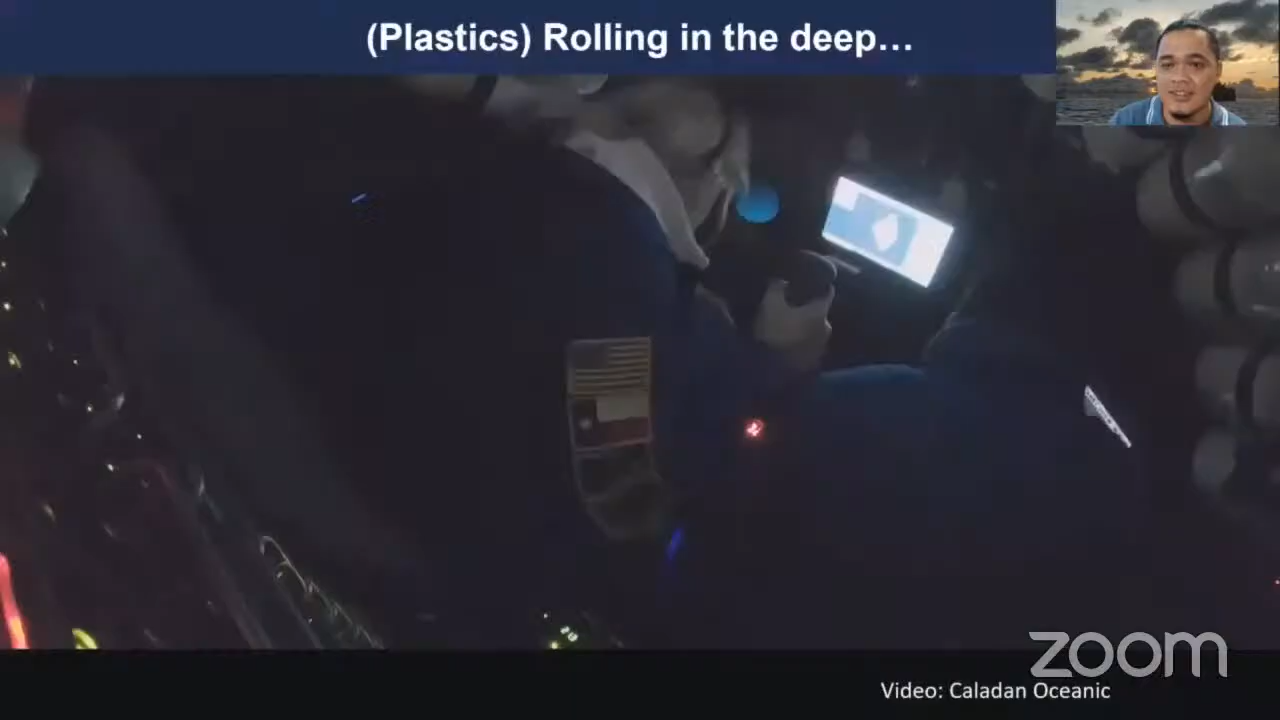 (Plastics) Rolling in the deep…
zoom
Video: Caladan Oceanic